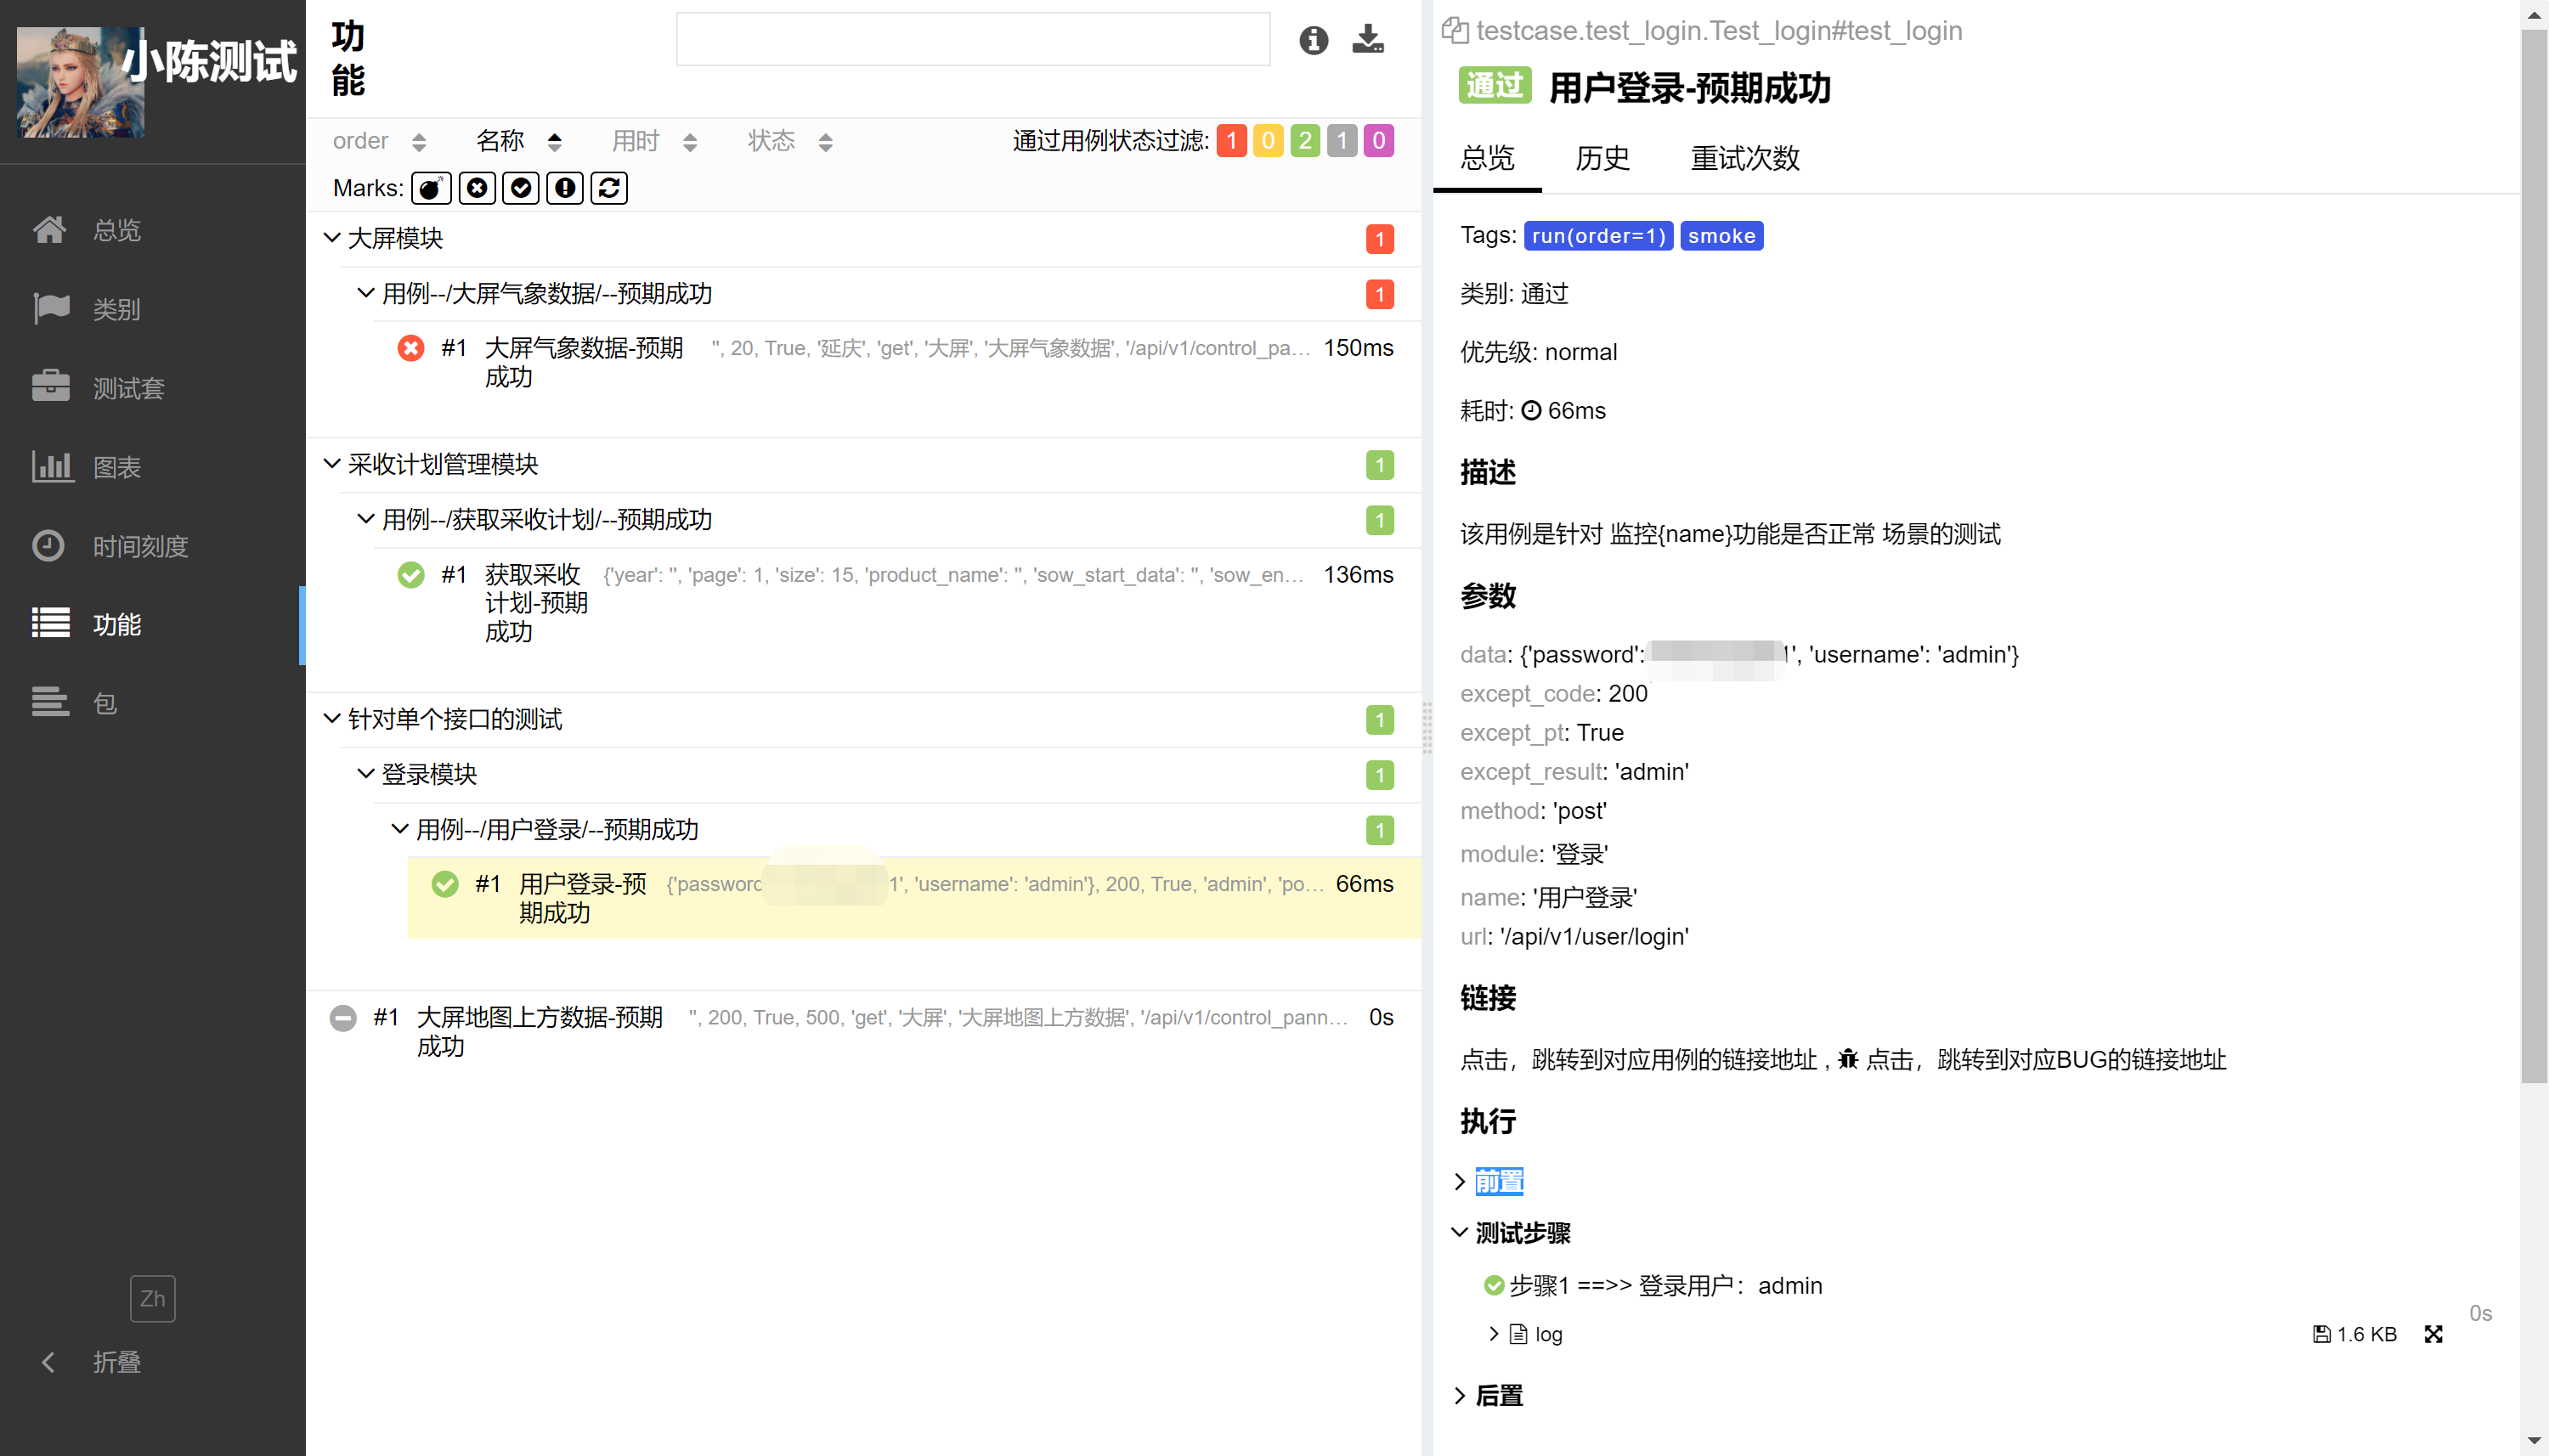 小陈测试
总览
类别
测试套
图表
时间刻度
功能
包
Zh
折叠
功
能
order 名称 用时 状态 通过用例状态过滤: 1 0 2 1 0
Marks:
大屏模块 1
用例--/大屏气象数据/--预期成功 1
#1 大屏气象数据-预期 '', 20, True, '延庆', 'get', '大屏', '大屏气象数据', '/api/v1/control_pa… 150ms
成功
采收计划管理模块 1
用例--/获取采收计划/--预期成功 1
#1 获取采收 {'year': '', 'page': 1, 'size': 15, 'product_name': '', 'sow_start_data': '', 'sow_en… 136ms
计划-预期
成功
针对单个接口的测试 1
登录模块 1
用例--/用户登录/--预期成功 1
#1 用户登录-预 {'password 1', 'username': 'admin'}, 200, True, 'admin', 'po… 66ms
期成功
#1 大屏地图上方数据-预期 '', 200, True, 500, 'get', '大屏', '大屏地图上方数据', '/api/v1/control_pann… 0s
成功
testcase.test_login.Test_login#test_login
通过 用户登录-预期成功
总览 历史 重试次数
Tags: run(order=1) smoke
类别: 通过
优先级: normal
耗时: 66ms
描述
该用例是针对 监控{name}功能是否正常 场景的测试
参数
data: {'password': 1', 'username': 'admin'}
except_code: 200
except_pt: True
except_result: 'admin'
method: 'post'
module: '登录'
name: '用户登录'
url: '/api/v1/user/login'
链接
点击，跳转到对应用例的链接地址 , 点击，跳转到对应BUG的链接地址
执行
前置
测试步骤
步骤1 ==>> 登录用户：admin
0s
log 1.6 KB
后置